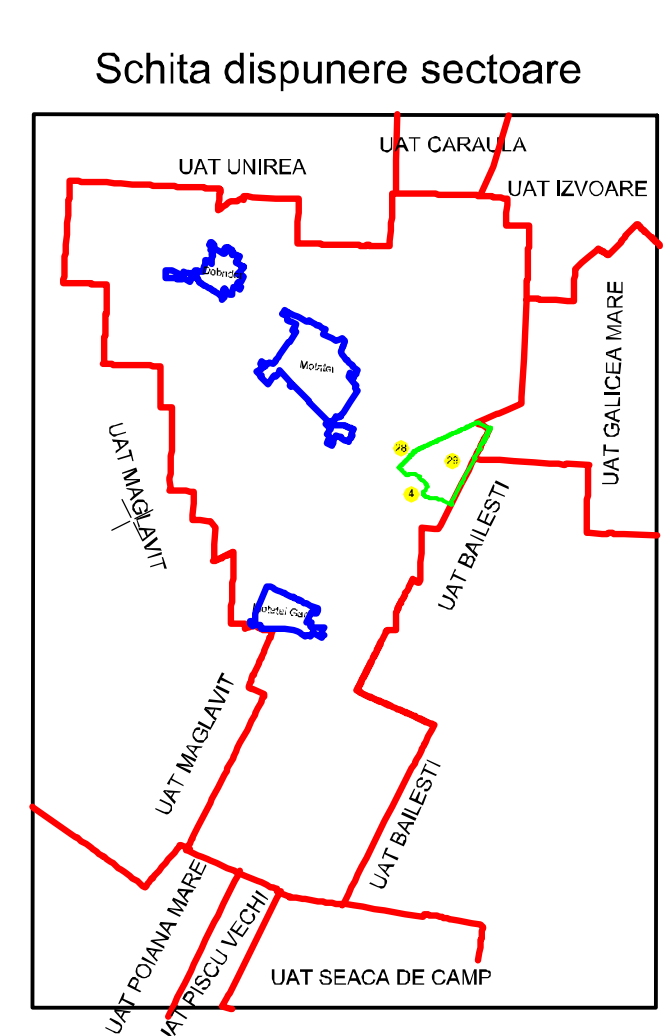 Schita dispunere sectoare
UAT CARAULA
UAT UNIREA
UAT IZVOARE
UAT GALICEA MARE
Motatei
28
29
4
UAT MAGLAVIT
UAT BAILESTI
UAT MAGLAVIT
UAT BAILESTI
UAT POIANA MARE
UAT PISCU VECHI
UAT SEACA DE CAMP